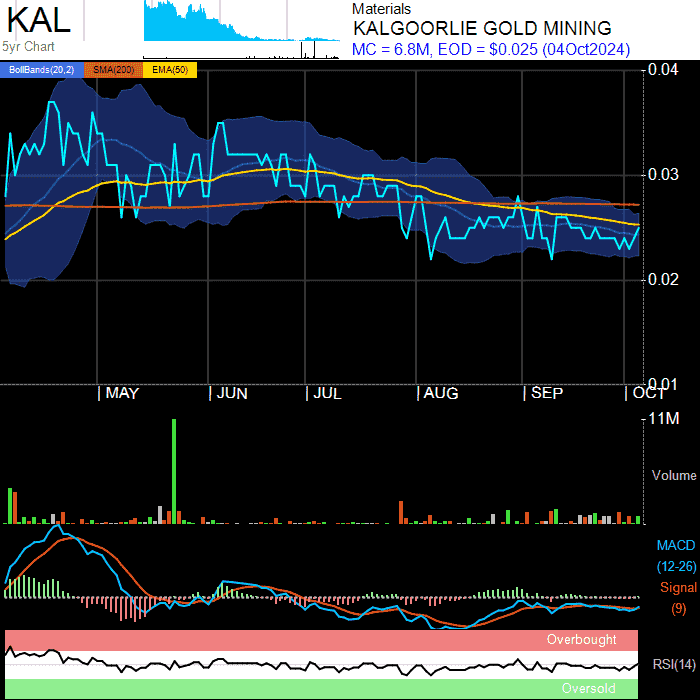 KAL
5yr Chart
Materials
KALGOORLIE GOLD MINING
MC = 6.8M, EOD = $0.025 (04Oct2024)
BollBands(20,2) SMA(200) EMA(50)
0.04
0.03
0.02
0.01
MAY JUN JUL AUG SEP OCT
11M
Volume
MACD
(12-26)
Signal
(9)
Overbought
RSI(14)
Oversold